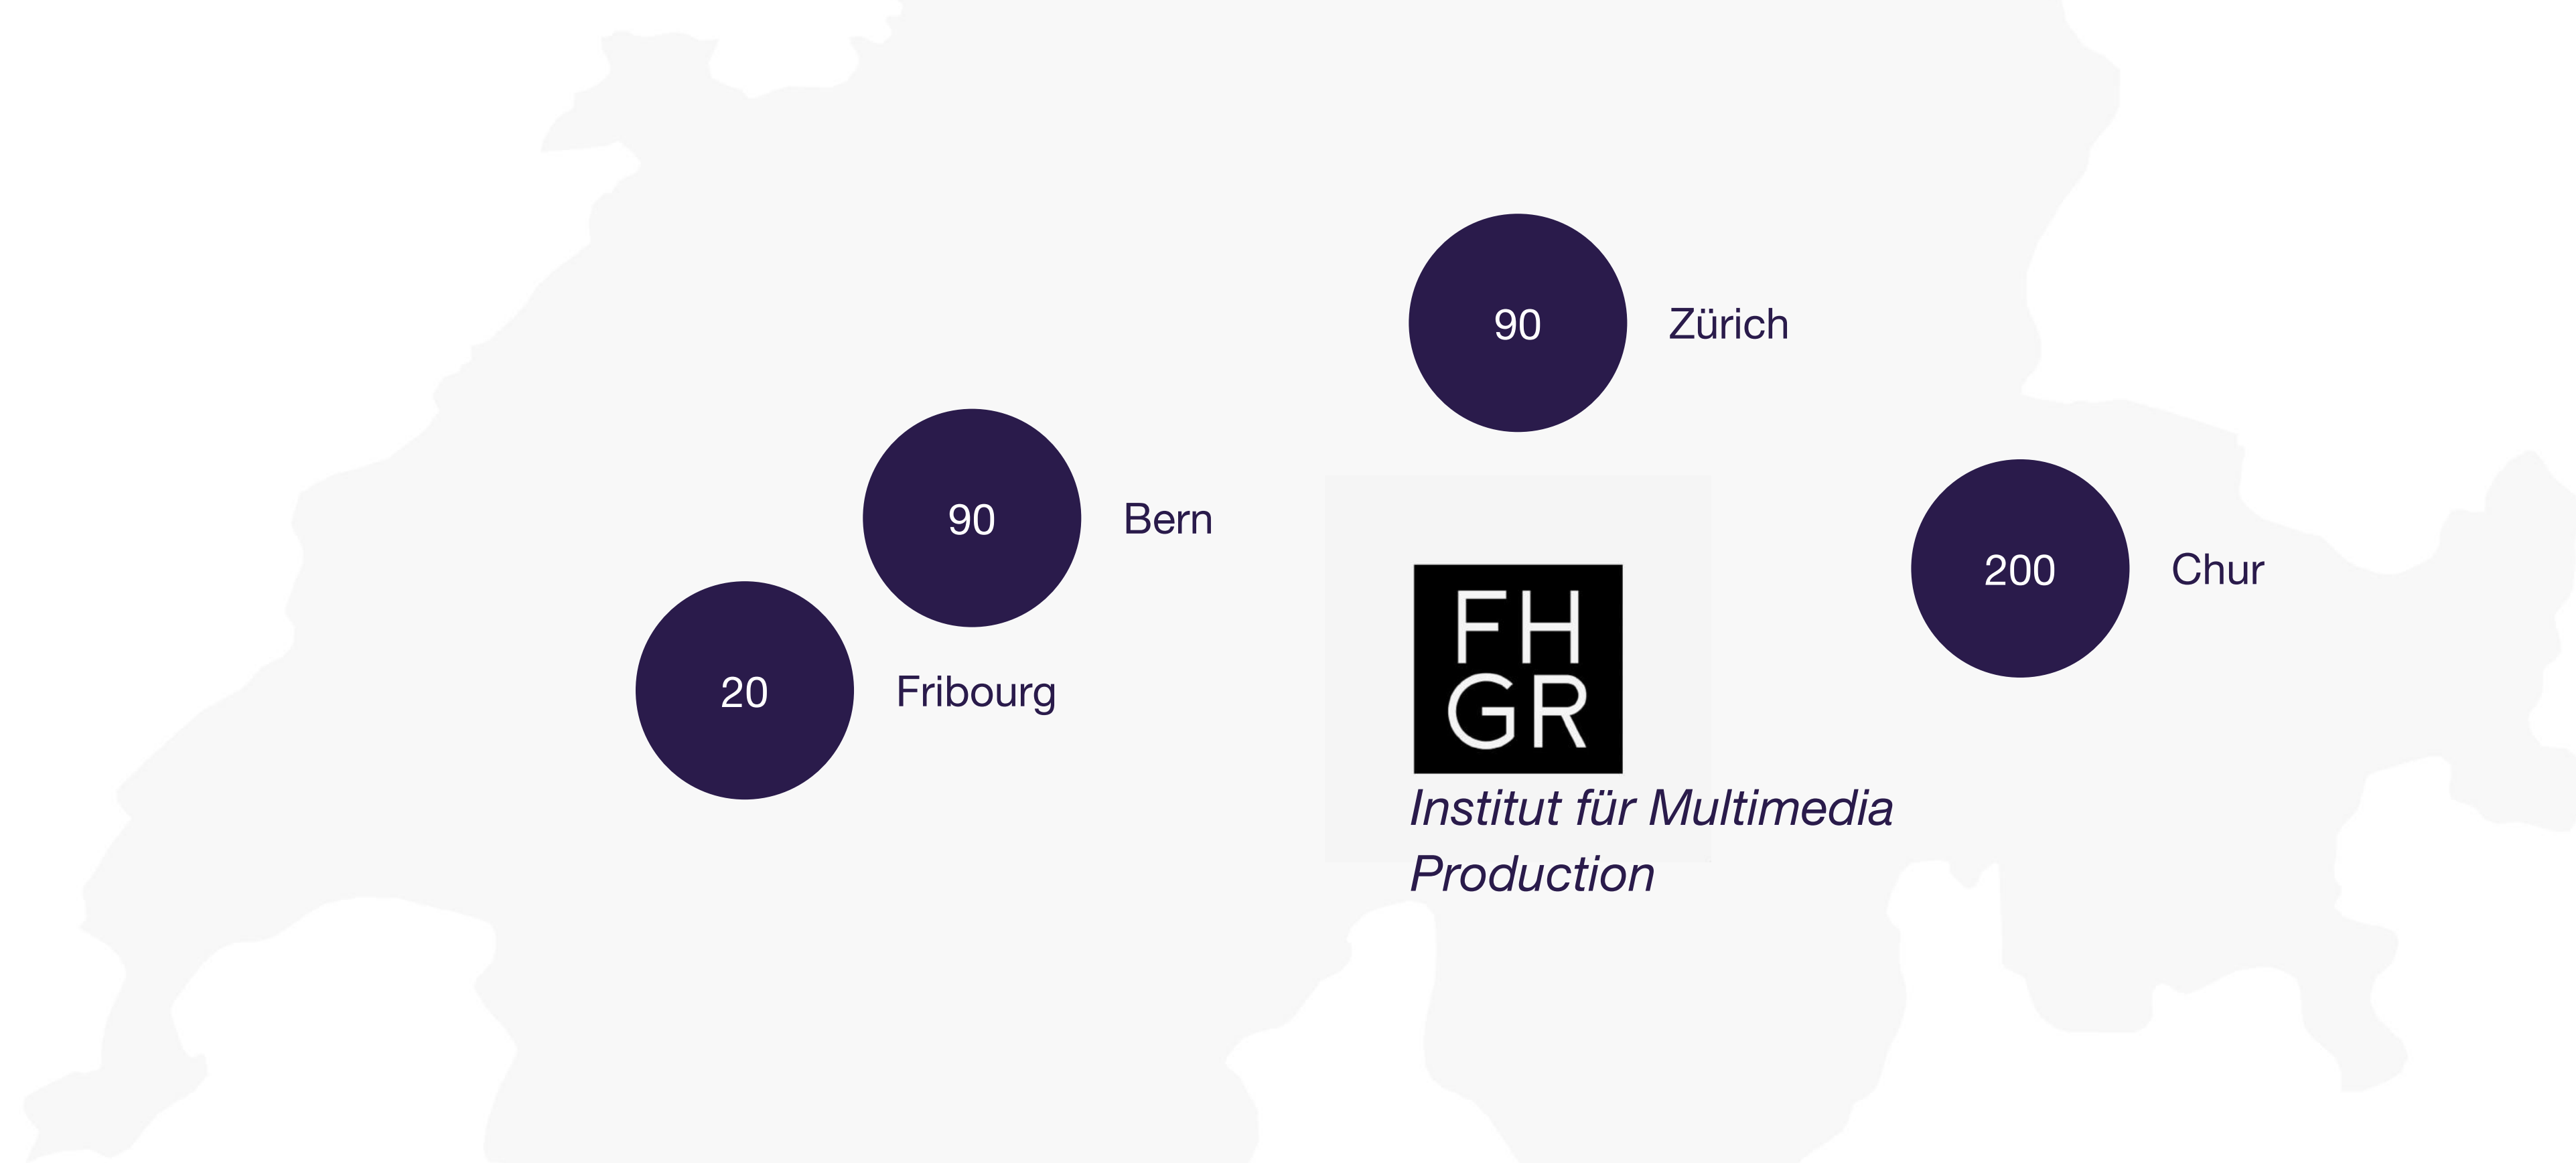 90
Zürich
90
Bern
200
Chur
FH
GR
20
Fribourg
Institut für Multimedia
Production